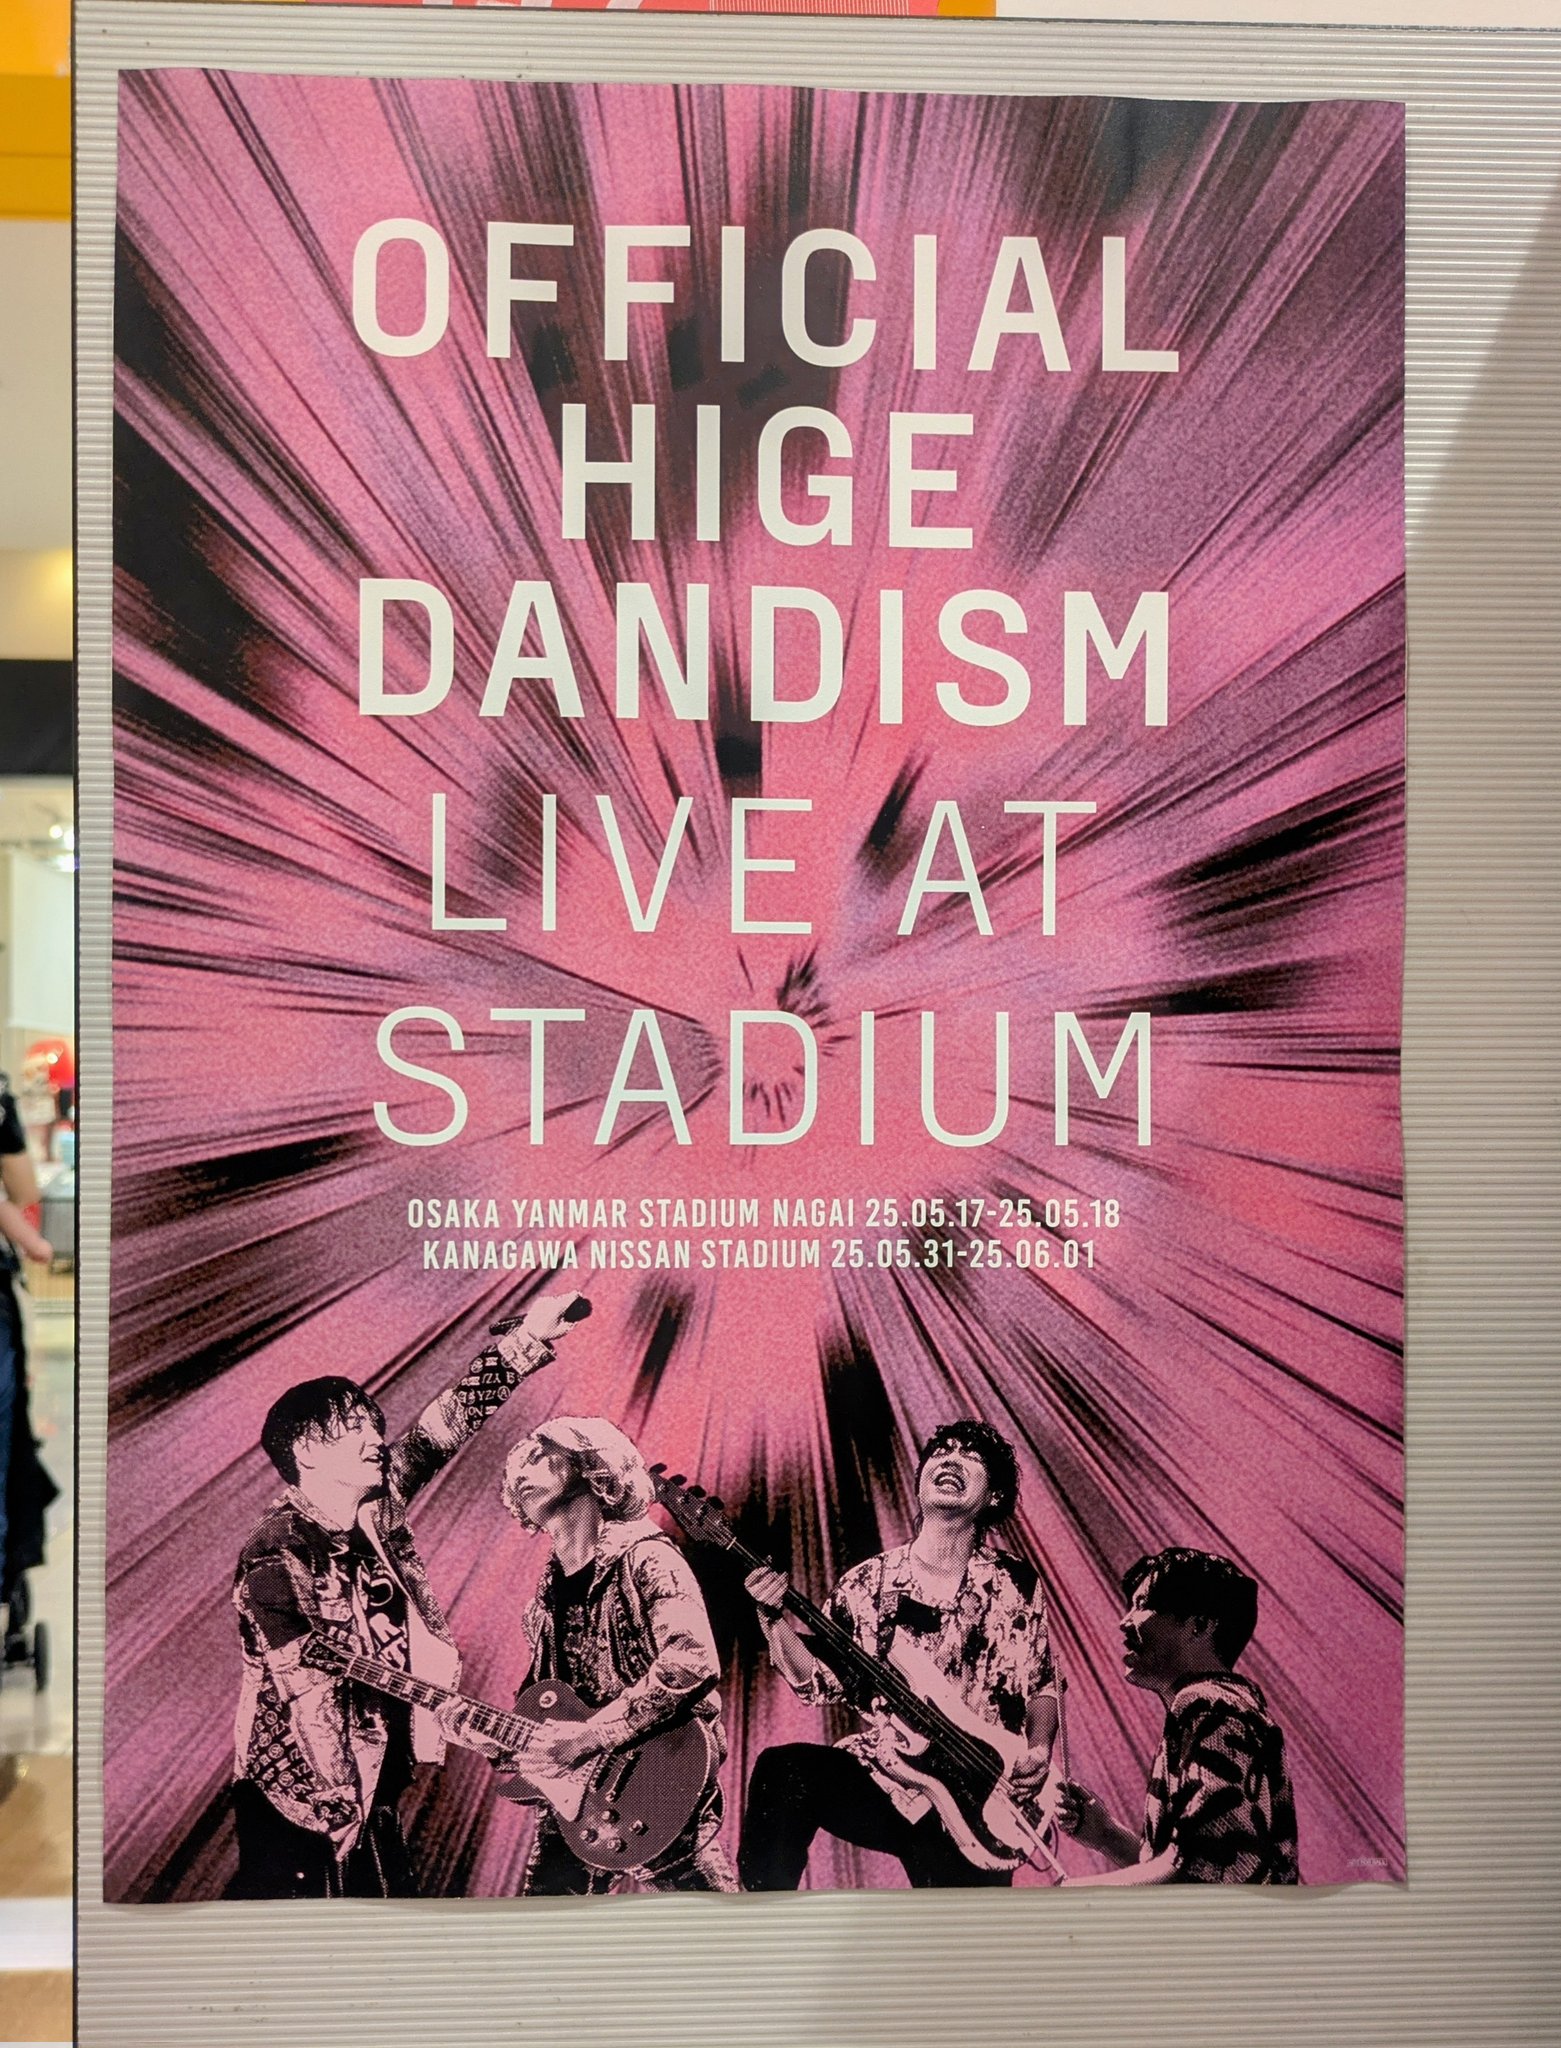 OFFICIAL
HIGE
DANDISM
LIVE AT
STADIUM
OSAKA YANMAR STADIUM NAGAI 25.05.17-25.05.18
KANAGAWA NISSAN STADIUM 25.05.31-25.06.01